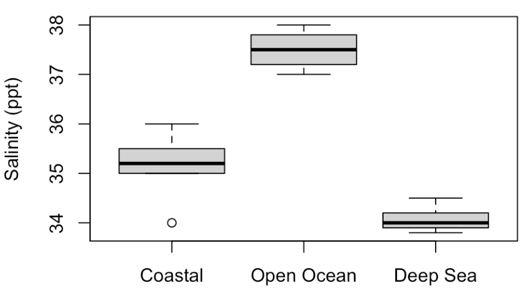 Salinity (ppt)
38
37
36
35
34
Coastal
Open Ocean
Deep Sea